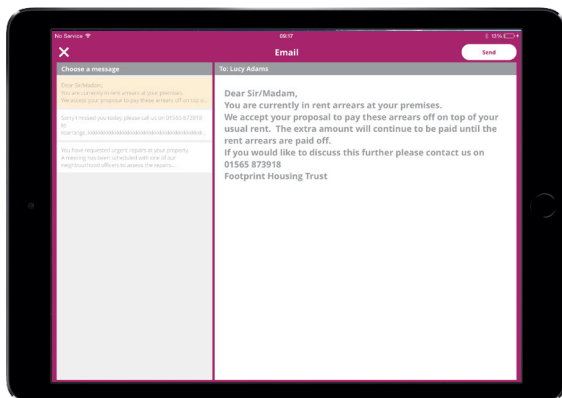 No Service 09:17 15%
Email
Send
Choose a message
To: Lucy Adams
Dear Sir/Madam,
You are currently in rent arrears at your premises.
We accept your proposal to pay these arrears off on top o...
Sorry I missed you today, please call us on 01565 873918
to
You have requested urgent repairs at your property.
A meeting has been scheduled with one of our
neighbourhood officers to assess the repairs....
Dear Sir/Madam,
You are currently in rent arrears at your premises.
We accept your proposal to pay these arrears off on top of your
usual rent. The extra amount will continue to be paid until the
rent arrears are paid off.
If you would like to discuss this further please contact us on
01565 873918
Footprint Housing Trust